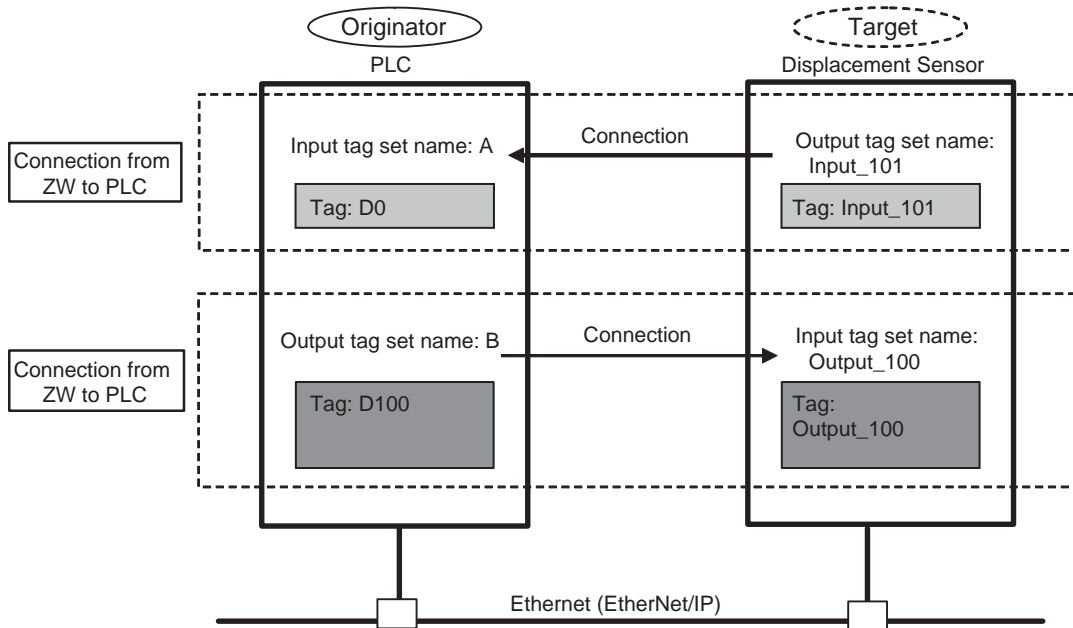 Originator
Target
PLC
Displacement Sensor
Connection from
ZW to PLC
Input tag set name: A
Connection
Output tag set name:
Input_101
Tag: D0
Tag: Input_101
Connection from
ZW to PLC
Output tag set name: B
Connection
Input tag set name:
Output_100
Tag: D100
Tag:
Output_100
Ethernet (EtherNet/IP)